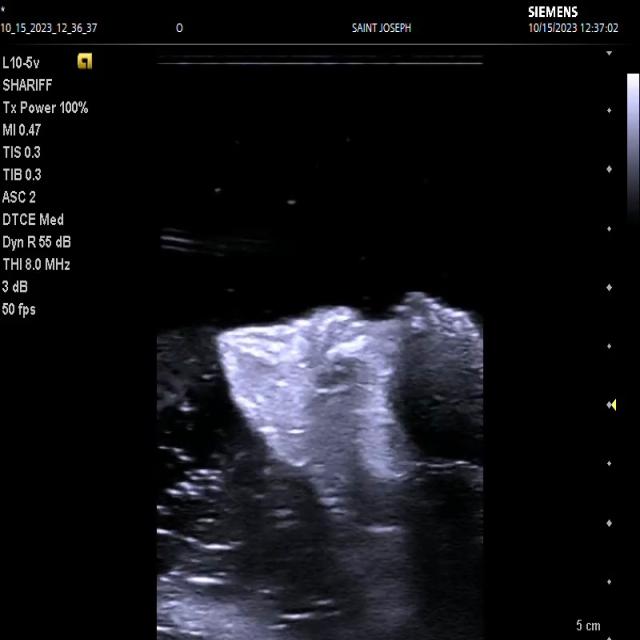 *
SIEMENS
10_15_2023_12_36_37 O SAINT JOSEPH 10/15/2023 12:37:02
L10-5v
SHARIFF
Tx Power 100%
MI 0.47
TIS 0.3
TIB 0.3
ASC 2
DTCE Med
Dyn R 55 dB
THI 8.0 MHz
3 dB
50 fps
5 cm